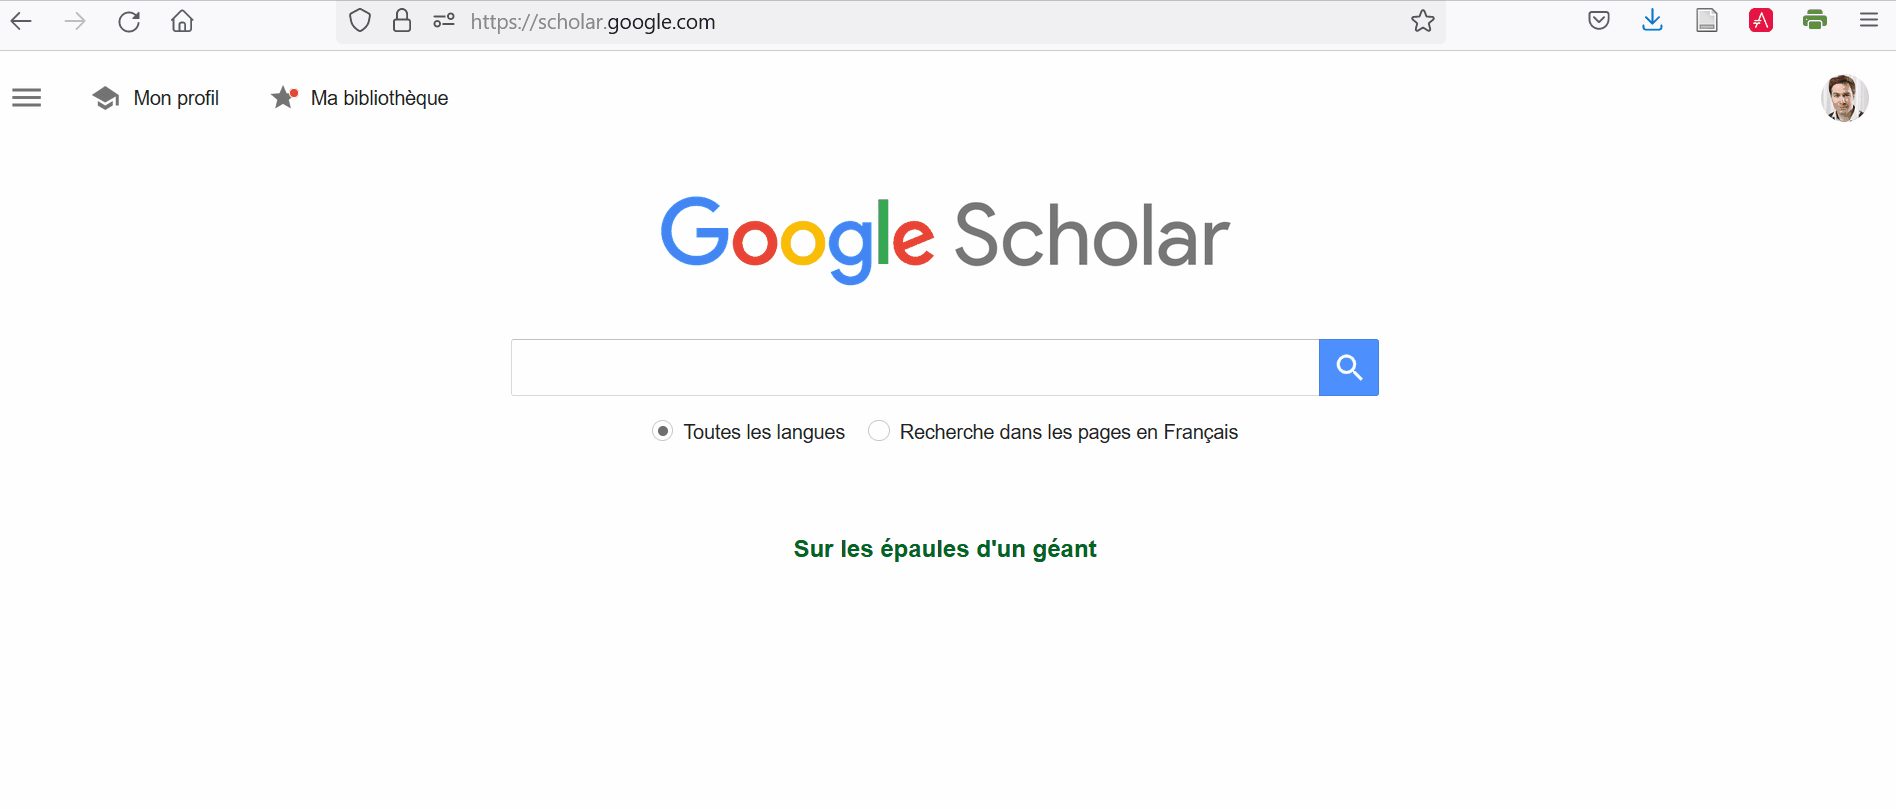 https://scholar.google.com
Mon profil
Ma bibliothèque
Google Scholar
Toutes les langues
Recherche dans les pages en Français
Sur les épaules d'un géant